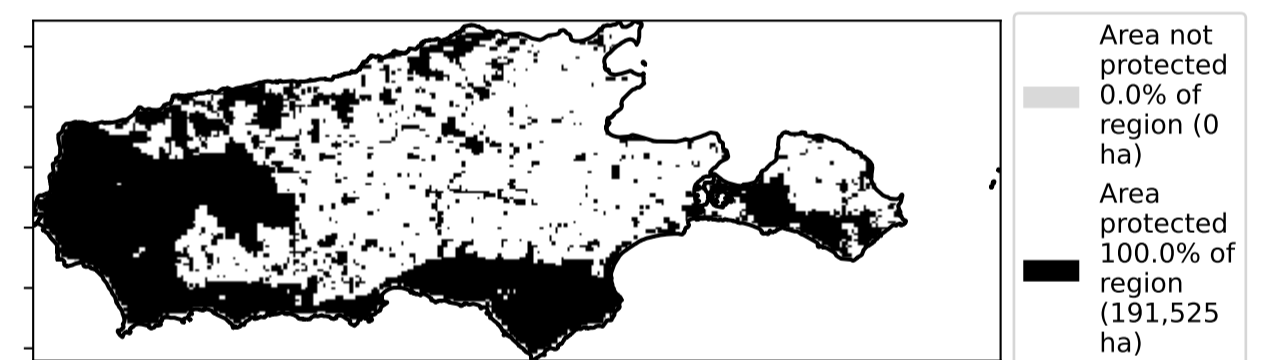 Area not
protected
0.0% of
region (0
ha)
Area
protected
100.0% of
region
(191,525
ha)